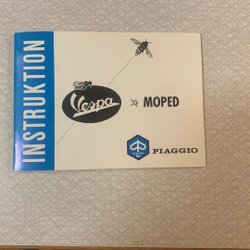 INSTRUKTION
Vespa
MOPED
PIAGGIO